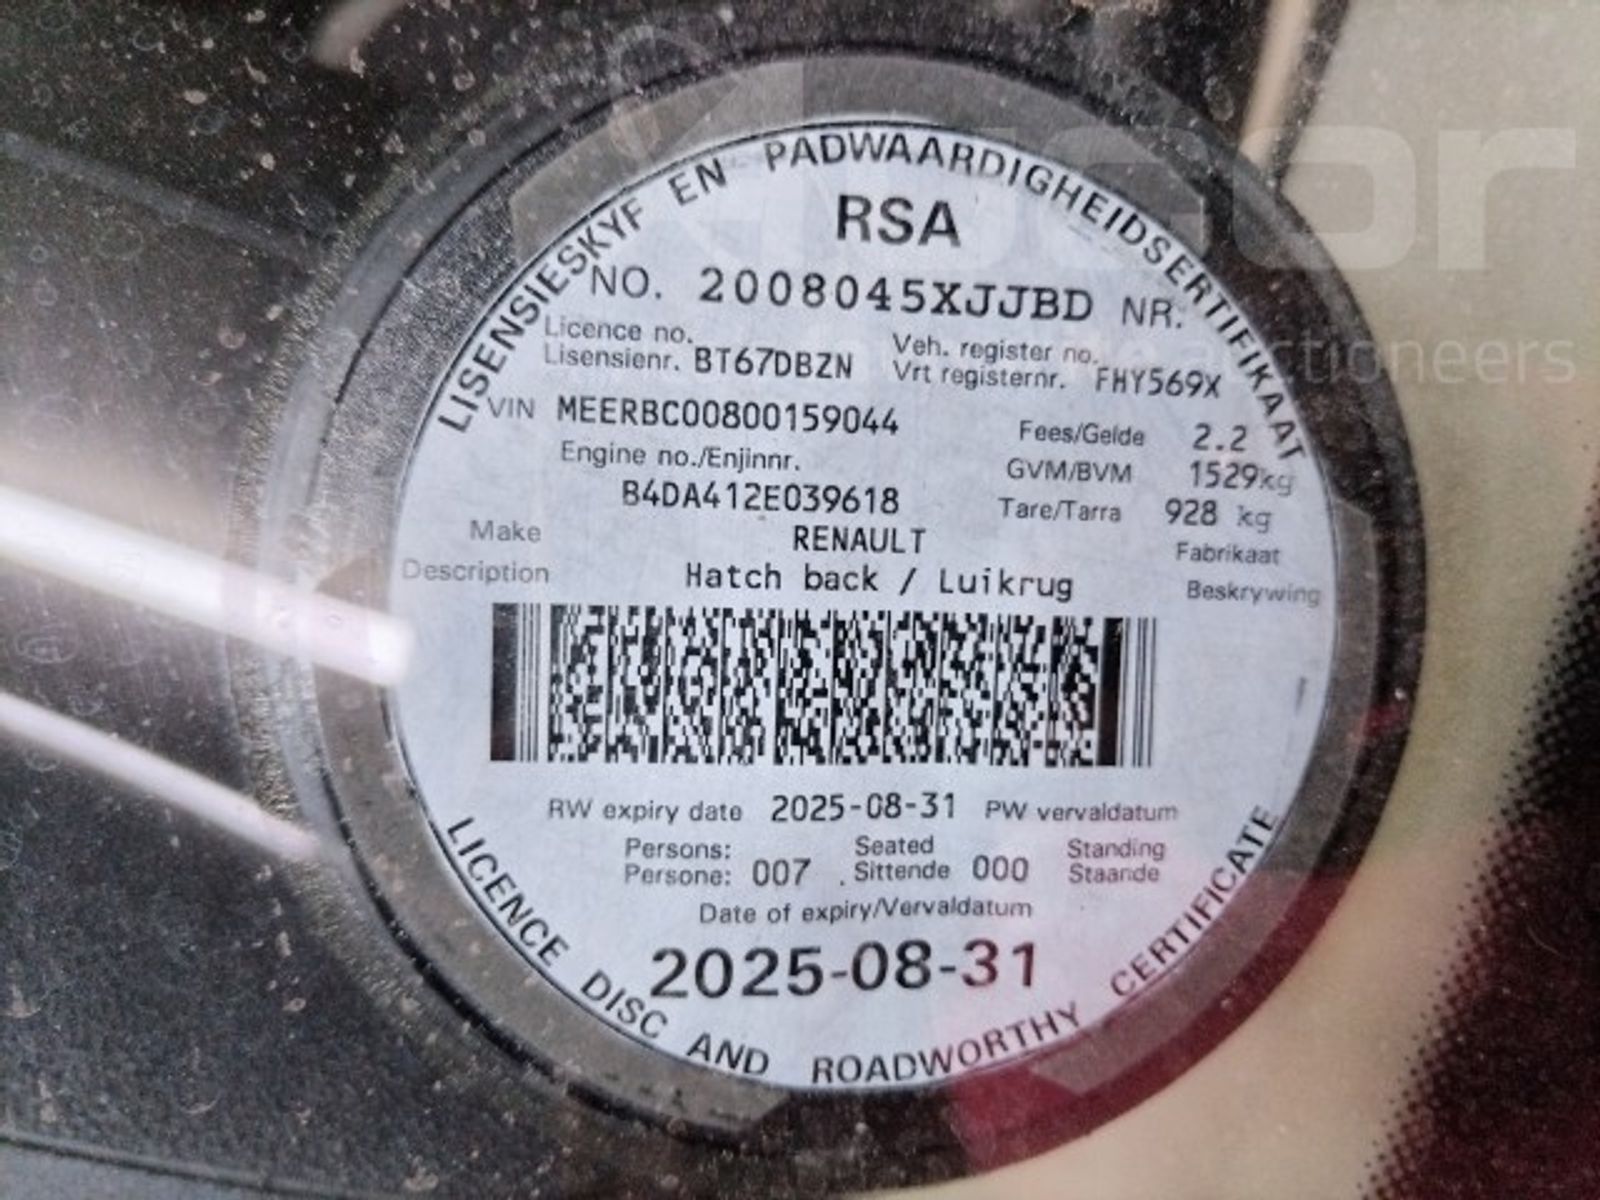 LISENSIESKYF EN PADWAARDIGHEIDSERTIFIKAAT
RSA
NO. 2008045XJJBD NR.
Licence no. Veh. register no.
Lisensienr. BT67DBZN Vrt registernr. FHY569X
VIN MEERBC00800159044 Fees/Gelde 2.2
Engine no./Enjinnr. GVM/BVM 1529kg
B4DA412E039618 Tare/Tarra 928 kg
Make RENAULT Fabrikaat
Description Hatch back / Luikrug Beskrywing
RW expiry date 2025-08-31 PW vervaldatum
Persons: Seated Standing
Persone: 007 . Sittende 000 Staande
Date of expiry/Vervaldatum
2025-08-31
LICENCE DISC AND ROADWORTHY CERTIFICATE
auctioneers